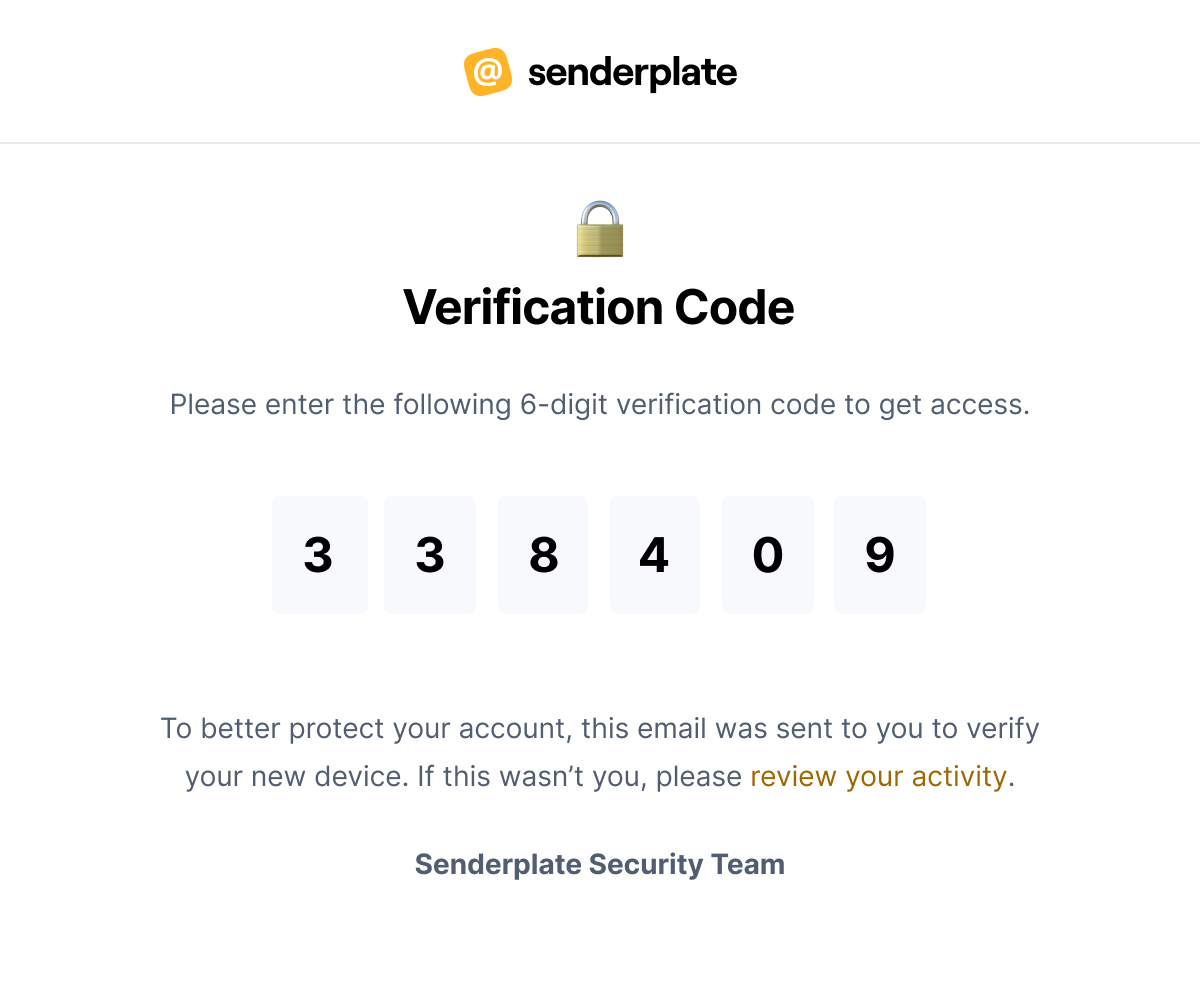 @ senderplate
Verification Code
Please enter the following 6-digit verification code to get access.
3 3 8 4 0 9
To better protect your account, this email was sent to you to verify
your new device. If this wasn’t you, please review your activity.
Senderplate Security Team